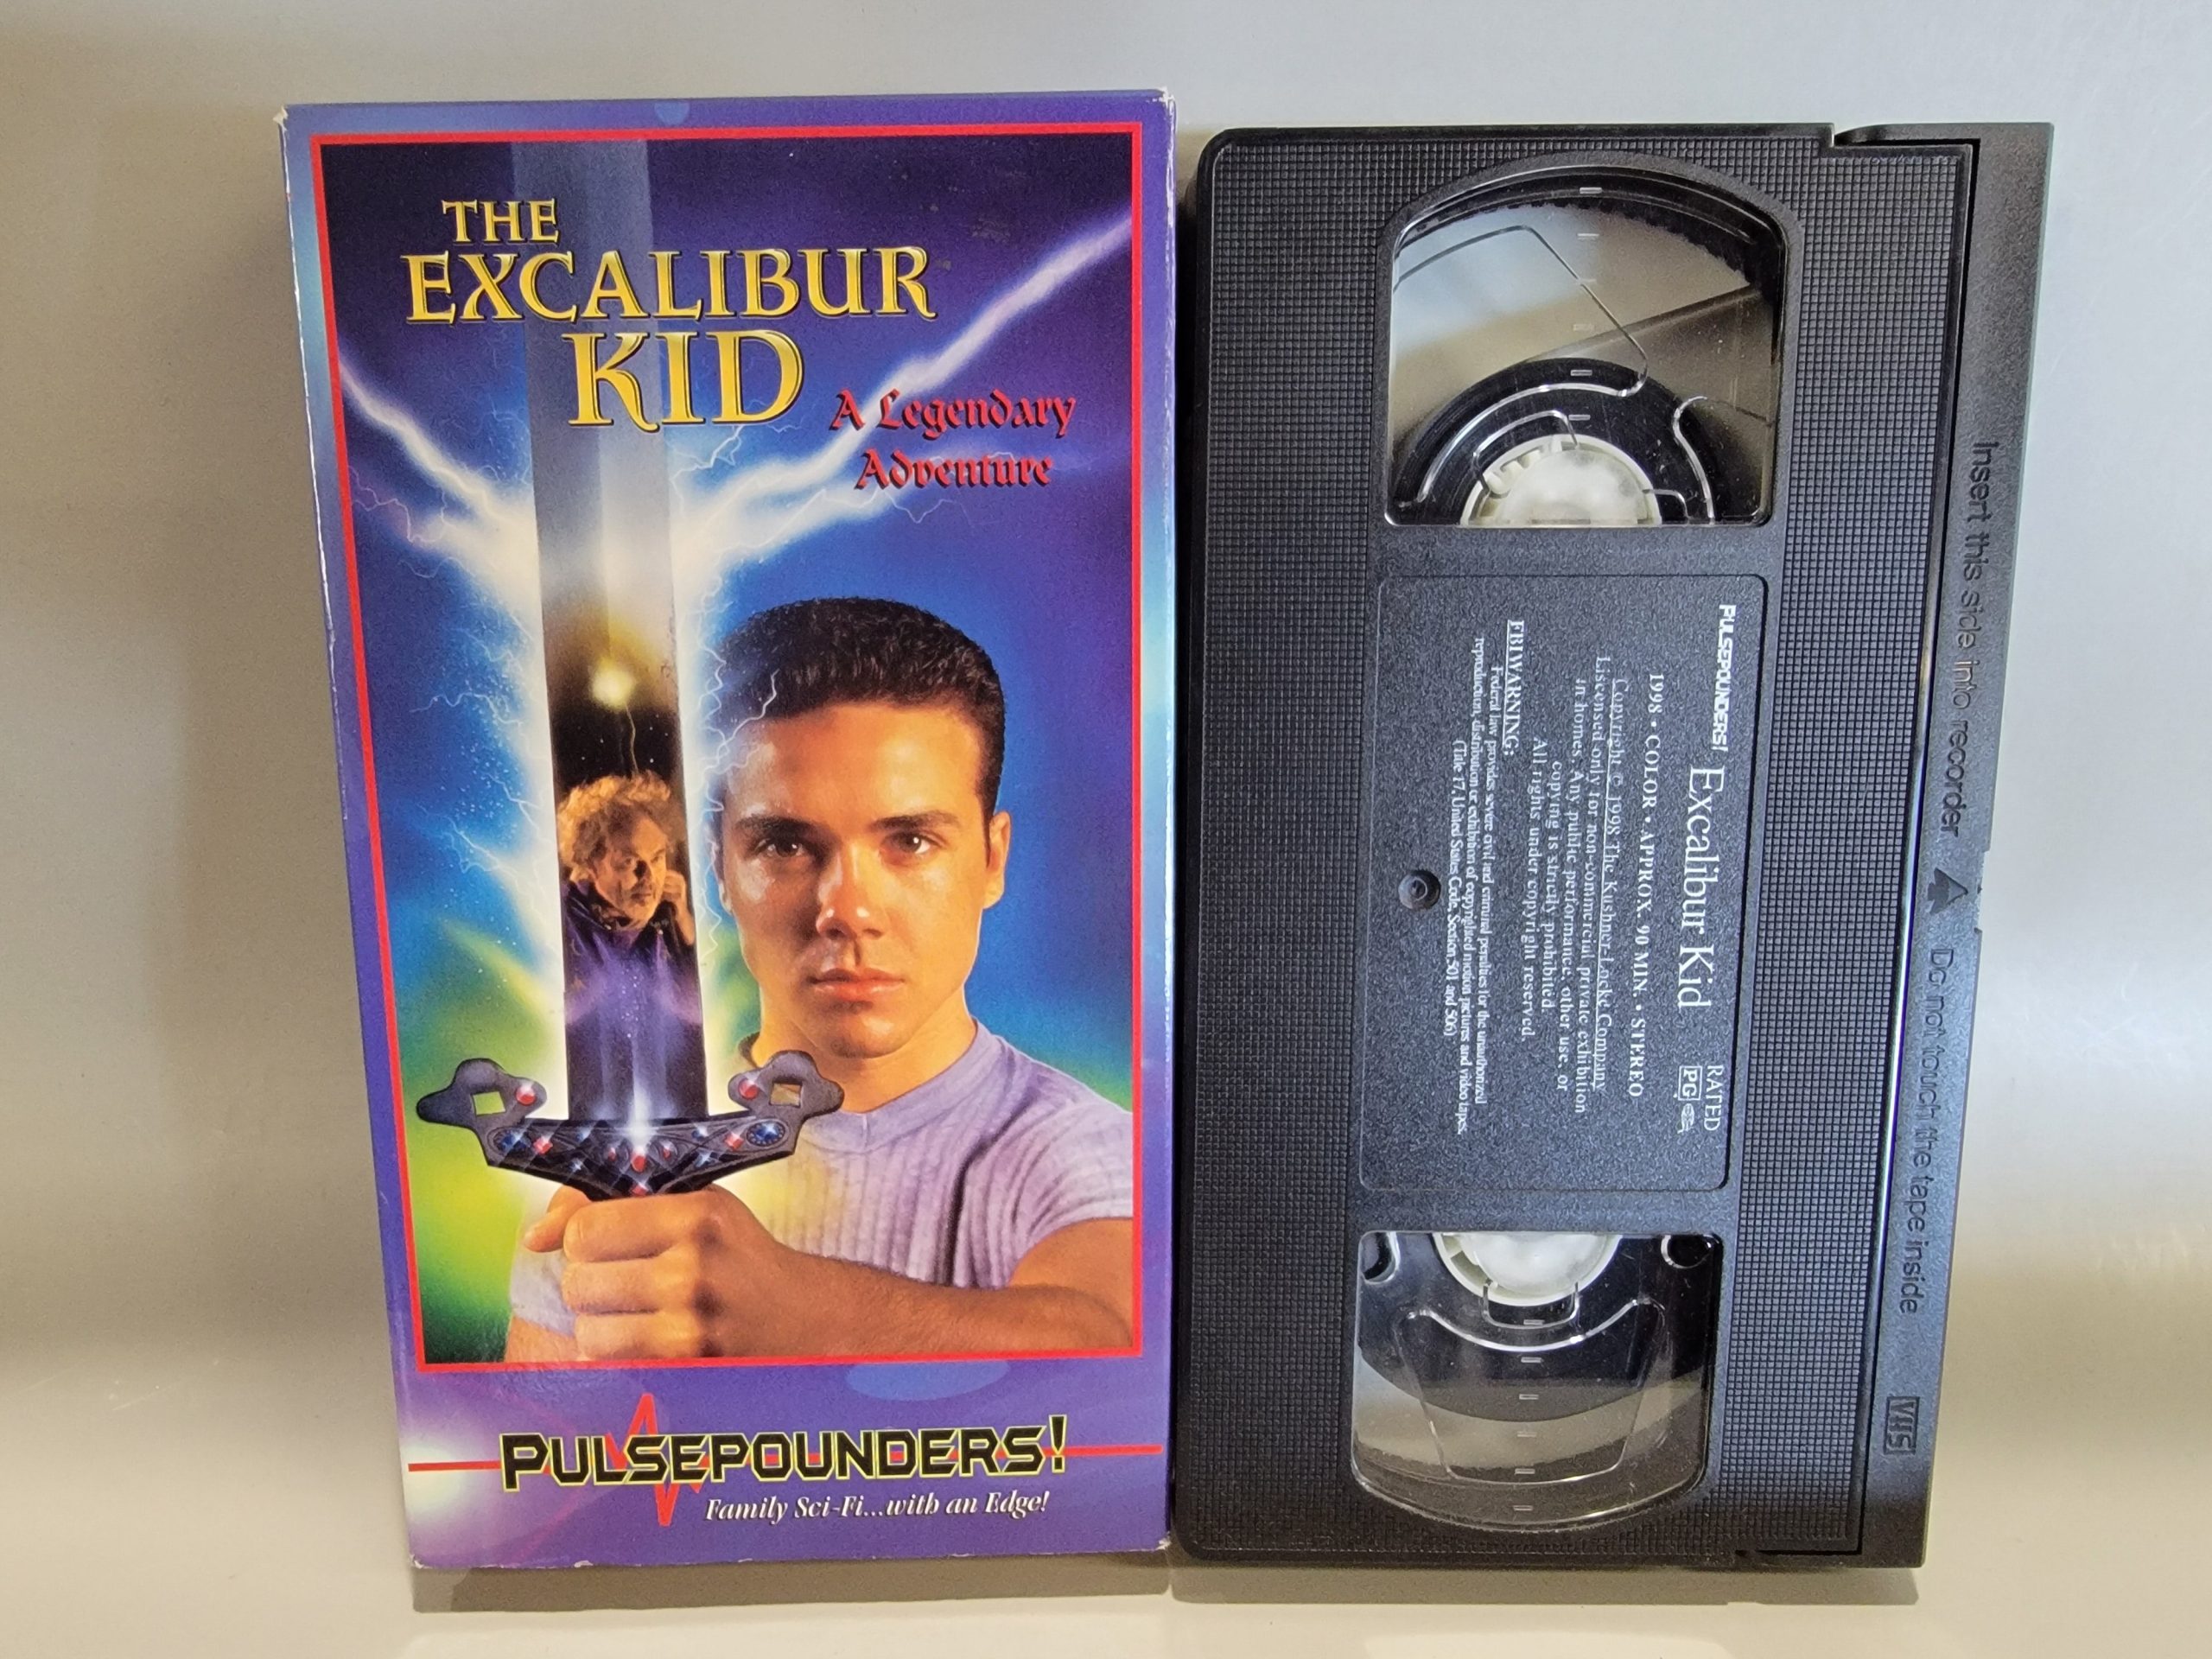 THE
EXCALIBUR
KID
A Legendary
Adventure
PULSEPOUNDERS!
Family Sci-Fi...with an Edge!
PULSEPOUNDERS! Excalibur Kid RATED PG
1998 • COLOR • APPROX. 90 MIN. • STEREO
Copyright © 1998 The Kushner-Locke Company
Liscensed only for non-commercial private exhibition
in homes. Any public performance, other use, or
copying is strictly prohibited.
All rights under copyright reserved.
FBI WARNING:
Federal law provides severe civil and criminal penalties for the unauthorized
reproduction, distribution or exhibition of copyrighted motion pictures and video tapes.
(Title 17, United States Code, Section 501 and 506)
Insert this side into recorder Do not touch the tape inside
VHS